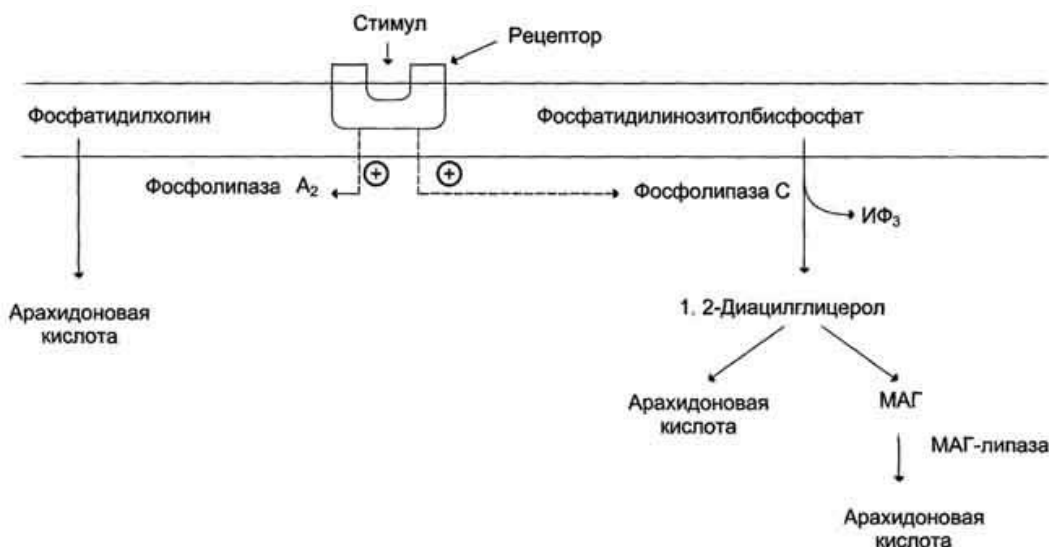 Стимул
Рецептор
Фосфатидилхолин
Фосфатидилинозитолбисфосфат
Фосфолипаза A₂
+
+
Фосфолипаза С
ИФ₃
Арахидоновая
кислота
1. 2-Диацилглицерол
Арахидоновая
кислота
МАГ
МАГ-липаза
Арахидоновая
кислота